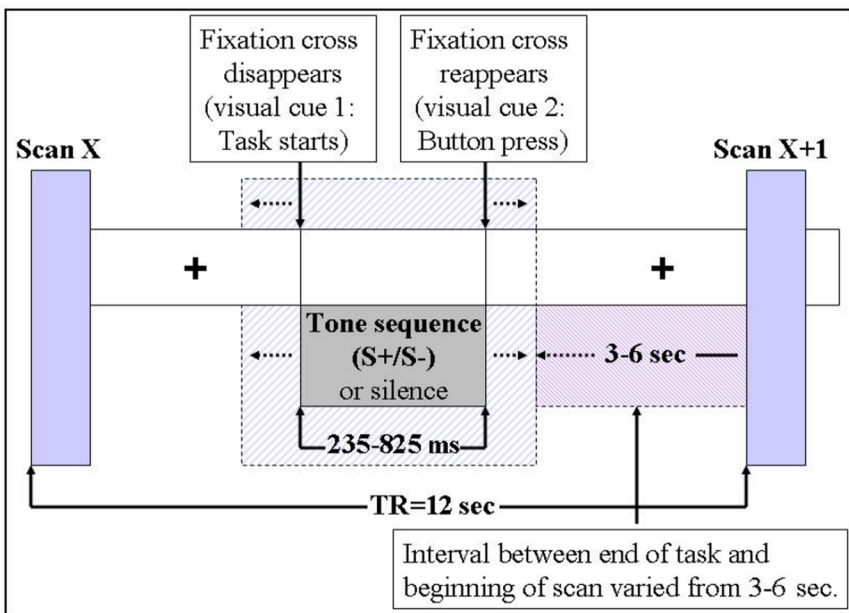 Fixation cross
disappears
(visual cue 1:
Task starts)
Fixation cross
reappears
(visual cue 2:
Button press)
Scan X
Scan X+1
+
+
Tone sequence
(S+/S-)
or silence
3-6 sec
235-825 ms
TR=12 sec
Interval between end of task and
beginning of scan varied from 3-6 sec.